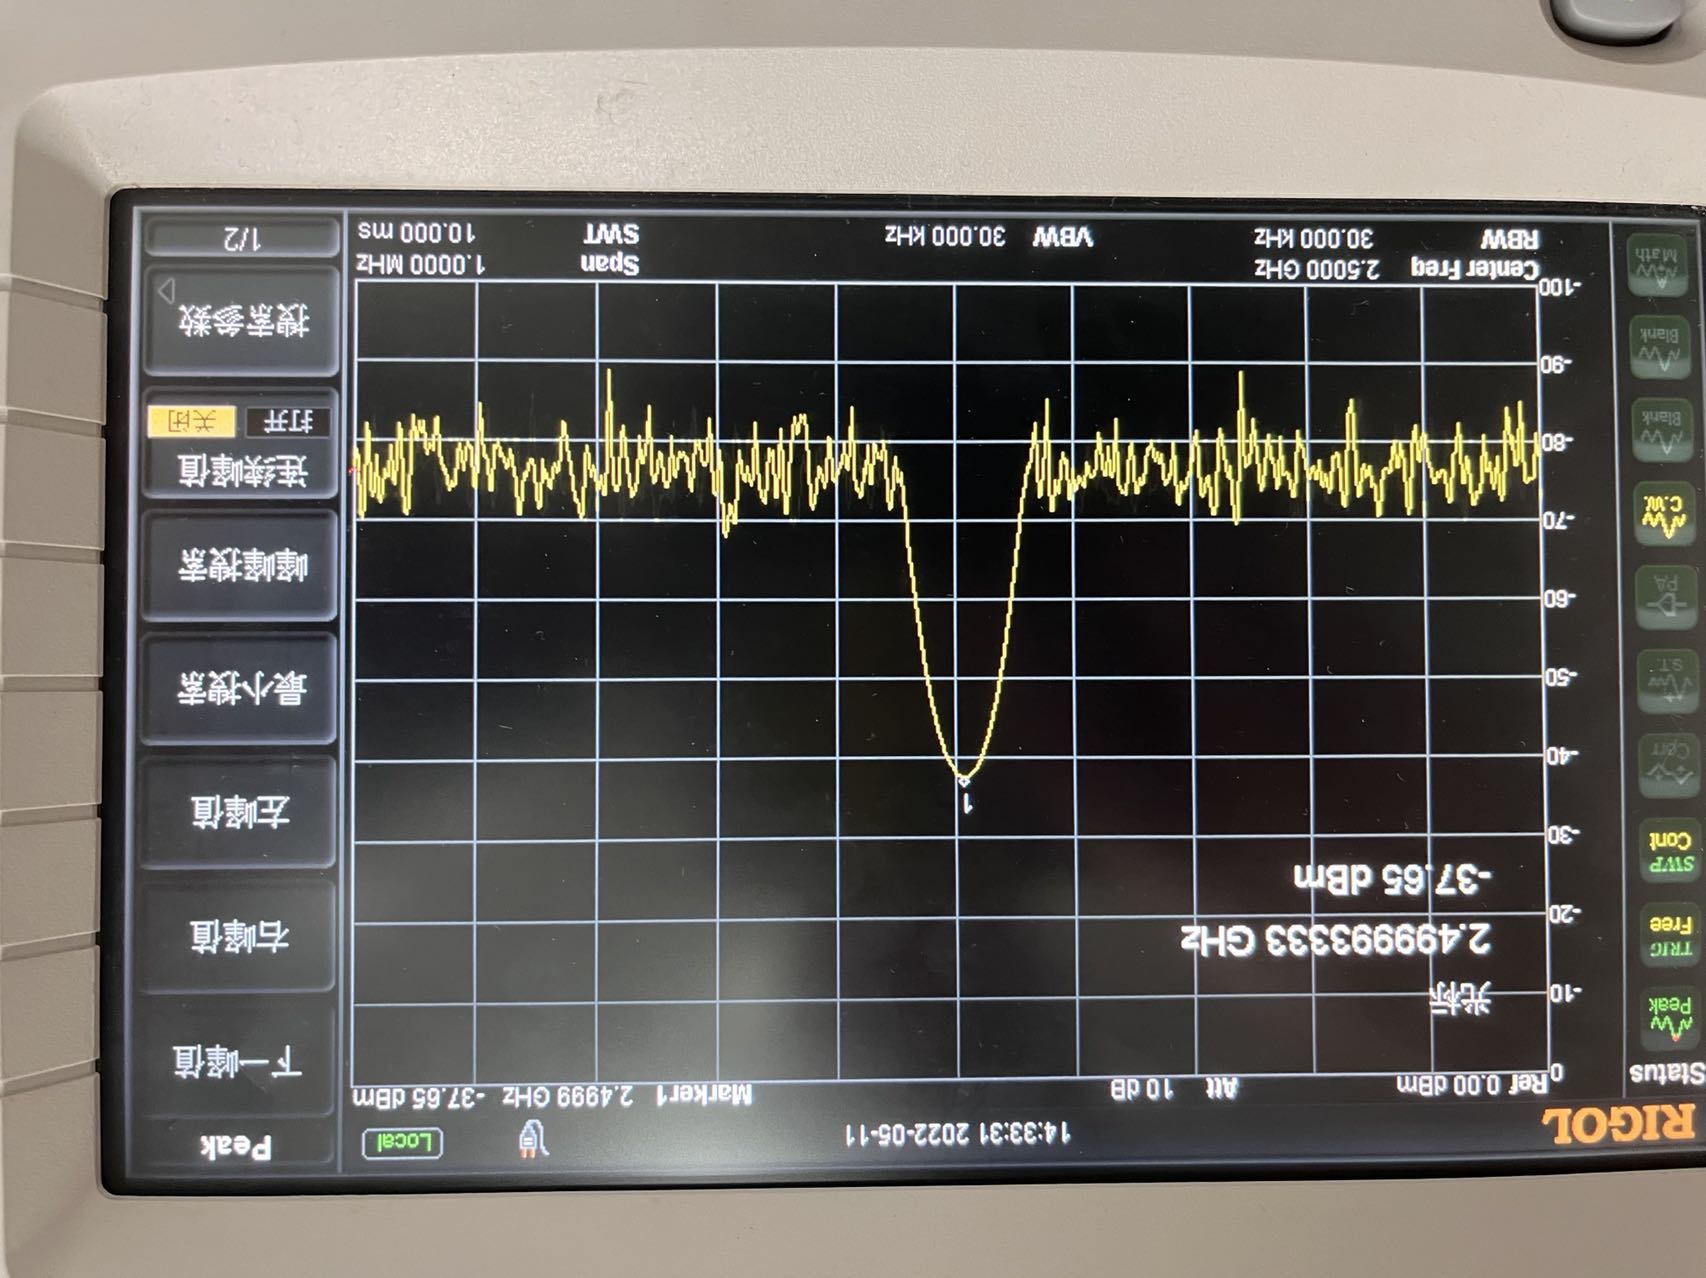 RIGOL
14:33:31 2022-05-11
Local
Peak
Status
Ref 0.00 dBm
Att 10 dB
Marker1 2.4999 GHz -37.65 dBm
Peak
TRIG
Free
SWP
Cont
Corr
S.T.
PA
C.W.
Blank
Blank
Math
0
-10
-20
-30
-40
-50
-60
-70
-80
-90
-100
光标
2.499993333 GHz
-37.65 dBm
1
Center Freq 2.5000 GHz
Span 1.0000 MHz
RBW 30.000 kHz
VBW 30.000 kHz
SWT 10.000 ms
下一峰值
右峰值
左峰值
最小搜索
峰峰搜索
连续峰值
打开 关闭
搜索参数
1/2